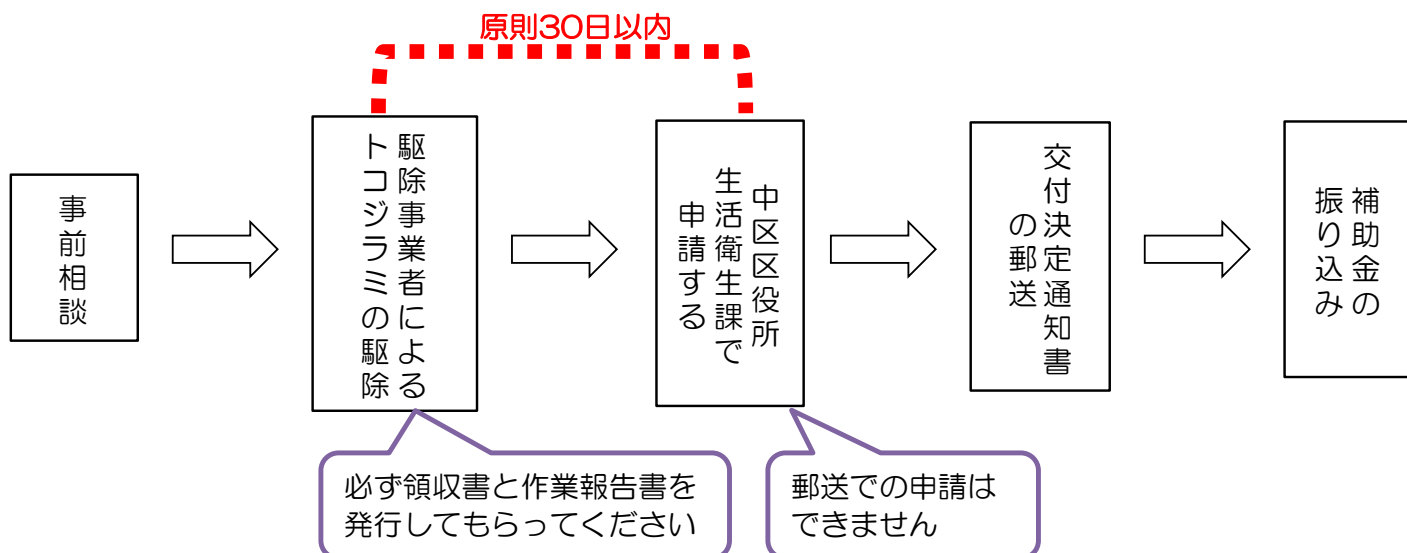 原則30日以内
事前相談
駆除事業者による
トコジラミの駆除
中区区役所
生活衛生課で
申請する
交付決定通知書
の郵送
補助金の
振り込み
必ず領収書と作業報告書を
発行してもらってください
郵送での申請は
できません